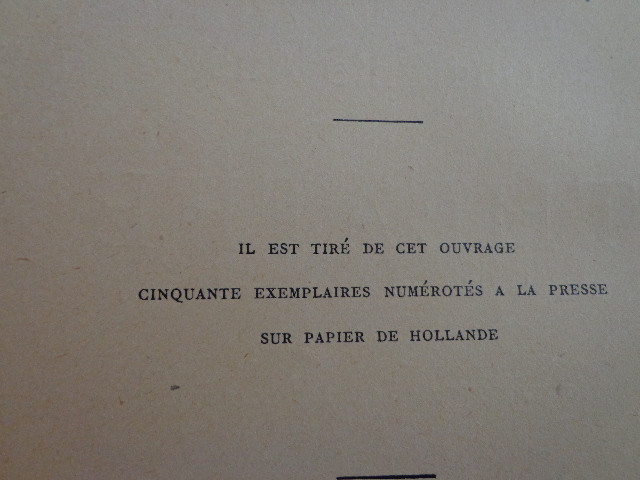 IL EST TIRÉ DE CET OUVRAGE
CINQUANTE EXEMPLAIRES NUMÉROTÉS A LA PRESSE
SUR PAPIER DE HOLLANDE